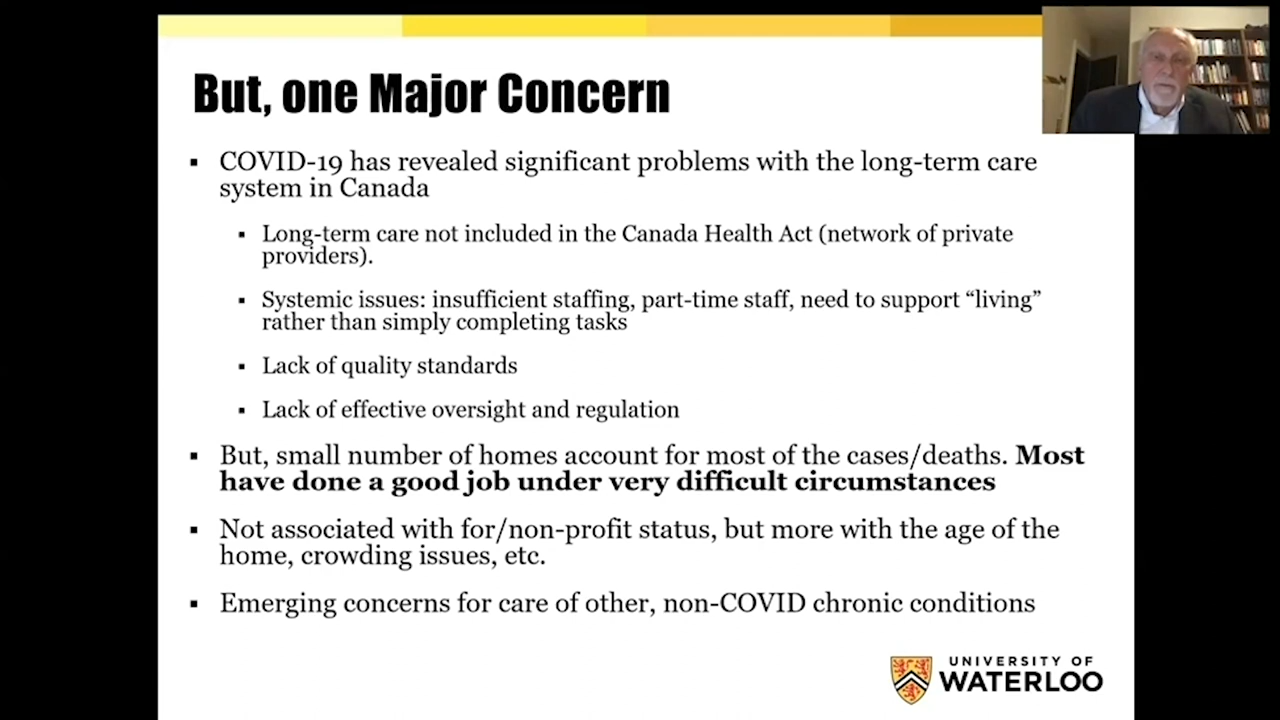 But, one Major Concern
▪ COVID-19 has revealed significant problems with the long-term care
system in Canada
▪ Long-term care not included in the Canada Health Act (network of private
providers).
▪ Systemic issues: insufficient staffing, part-time staff, need to support “living”
rather than simply completing tasks
▪ Lack of quality standards
▪ Lack of effective oversight and regulation
▪ But, small number of homes account for most of the cases/deaths. Most
have done a good job under very difficult circumstances
▪ Not associated with for/non-profit status, but more with the age of the
home, crowding issues, etc.
▪ Emerging concerns for care of other, non-COVID chronic conditions
UNIVERSITY OF
WATERLOO